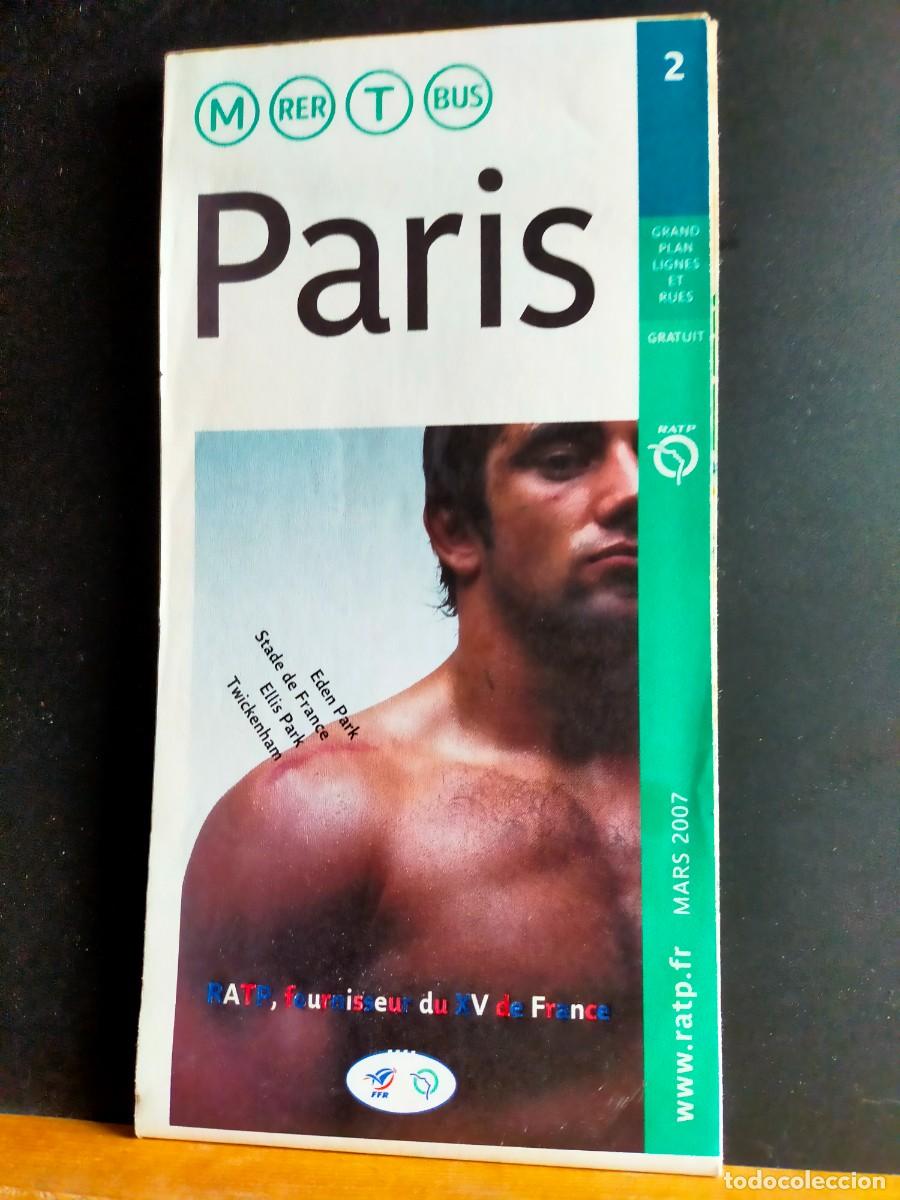 M RER T BUS
2
Paris
GRAND
PLAN
LIGNES
ET
RUES
GRATUIT
RATP
Eden Park
Stade de France
Ellis Park
Twickenham
RATP, fournisseur du XV de France
FFR
www.ratp.fr MARS 2007
todocoleccion